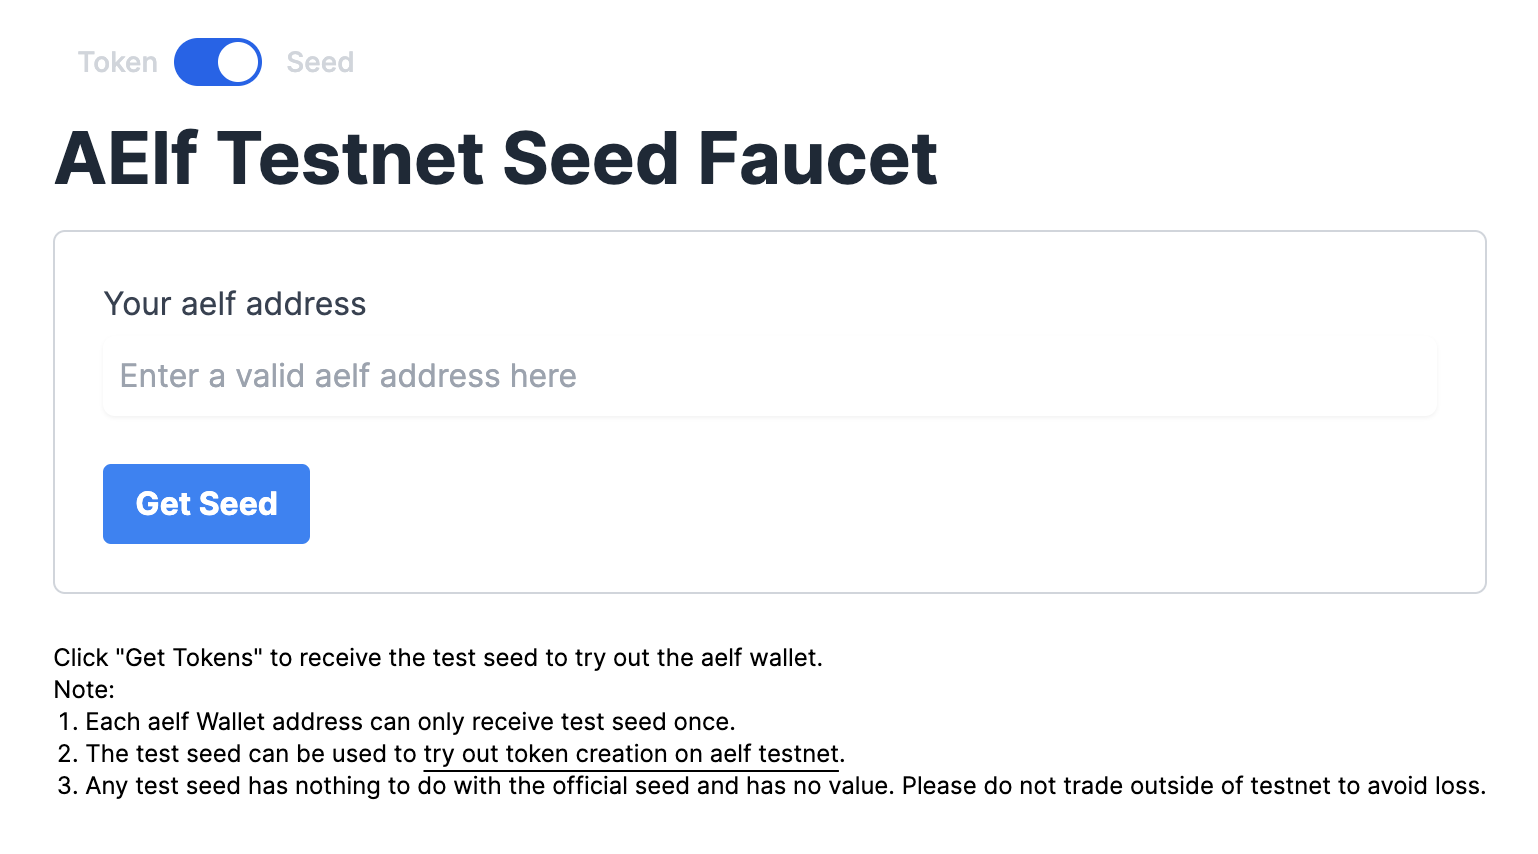 Token Seed
AElf Testnet Seed Faucet
Your aelf address
Enter a valid aelf address here
Get Seed
Click "Get Tokens" to receive the test seed to try out the aelf wallet.
Note:
1. Each aelf Wallet address can only receive test seed once.
2. The test seed can be used to try out token creation on aelf testnet.
3. Any test seed has nothing to do with the official seed and has no value. Please do not trade outside of testnet to avoid loss.